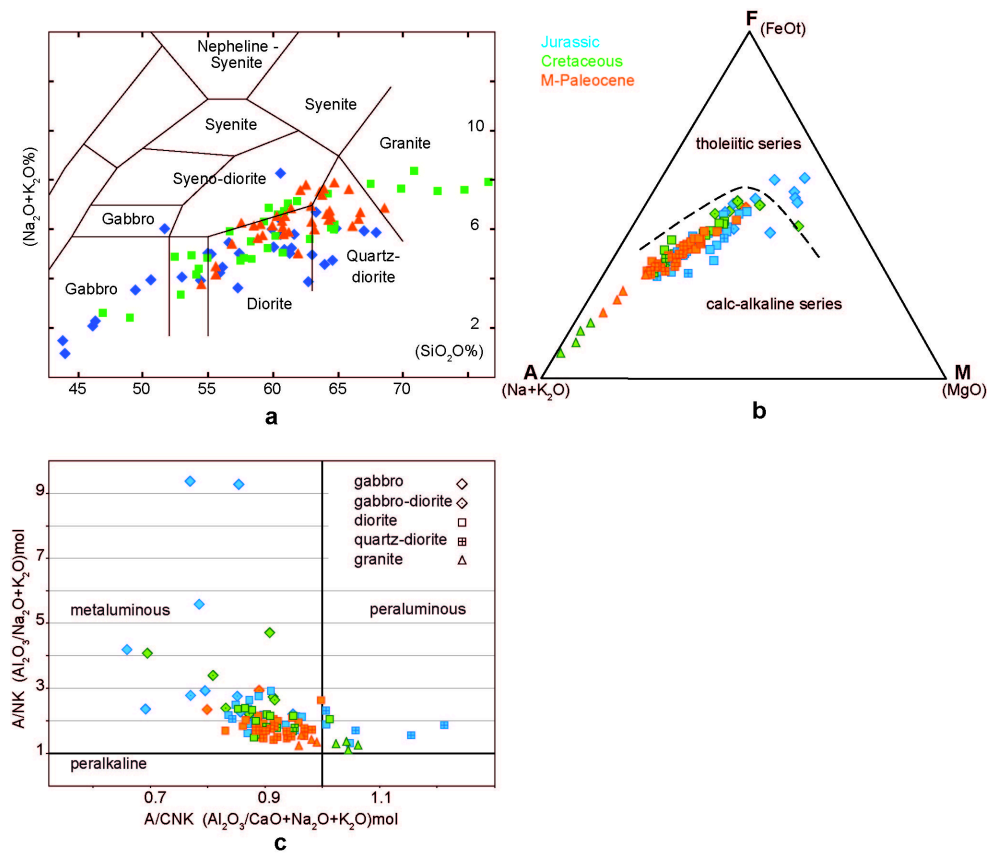 Nepheline -
Syenite
Syenite
Syenite
Granite
Syeno-diorite
Gabbro
Gabbro
Diorite
Quartz-
diorite
10
6
2
(Na₂O+K₂O%)
(SiO₂O%)
45 50 55 60 65 70
a
F (FeOt)
Jurassic
Cretaceous
M-Paleocene
tholeiitic series
calc-alkaline series
A
(Na+K₂O)
M
(MgO)
b
9
7
5
3
1
A/NK (Al₂O₃/Na₂O+K₂O)mol
gabbro
gabbro-diorite
diorite
quartz-diorite
granite
metaluminous
peraluminous
peralkaline
0.7 0.9 1.1
A/CNK (Al₂O₃/CaO+Na₂O+K₂O)mol
c